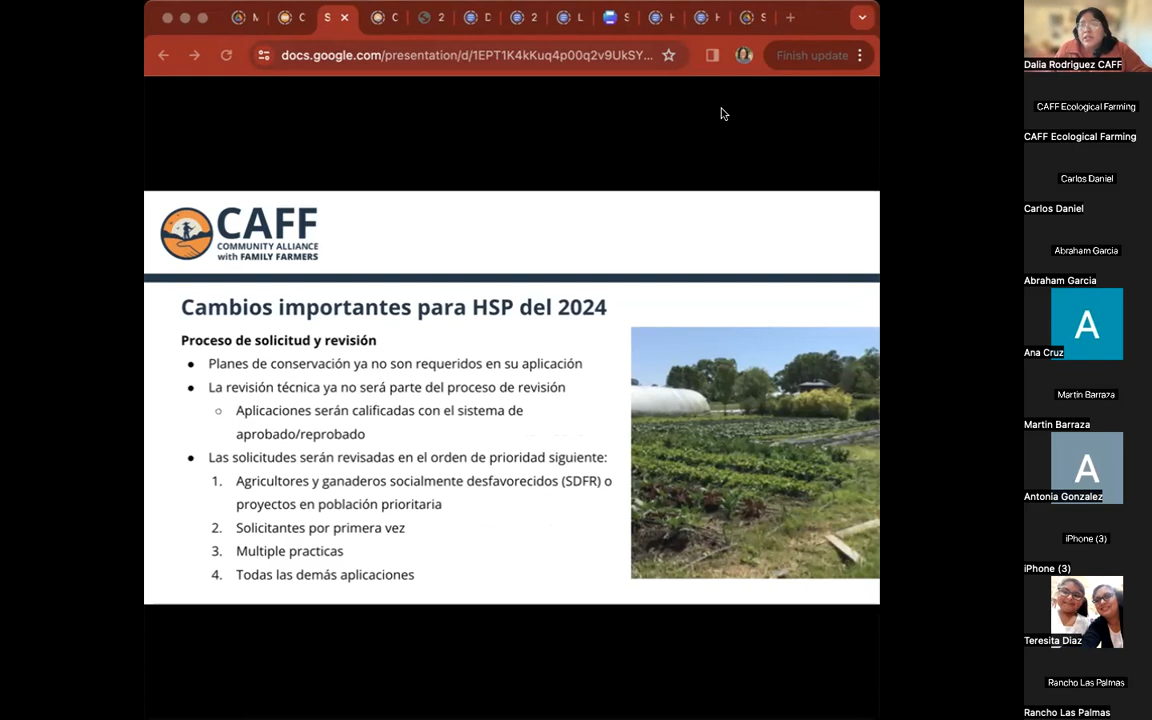 M
C
S
C
2
D
2
L
S
H
H
S
docs.google.com/presentation/d/1EPT1K4kKuq4p00q2v9UkSY...
Finish update
CAFF
COMMUNITY ALLIANCE
with FAMILY FARMERS
Cambios importantes para HSP del 2024
Proceso de solicitud y revisión
● Planes de conservación ya no son requeridos en su aplicación
● La revisión técnica ya no será parte del proceso de revisión
○ Aplicaciones serán calificadas con el sistema de
aprobado/reprobado
● Las solicitudes serán revisadas en el orden de prioridad siguiente:
1. Agricultores y ganaderos socialmente desfavorecidos (SDFR) o
proyectos en población prioritaria
2. Solicitantes por primera vez
3. Multiple practicas
4. Todas las demás aplicaciones
Dalia Rodriguez CAFF
CAFF Ecological Farming
CAFF Ecological Farming
Carlos Daniel
Carlos Daniel
Abraham Garcia
Abraham Garcia
A
Ana Cruz
Martin Barraza
Martin Barraza
A
Antonia Gonzalez
iPhone (3)
iPhone (3)
Teresita Diaz
Rancho Las Palmas
Rancho Las Palmas